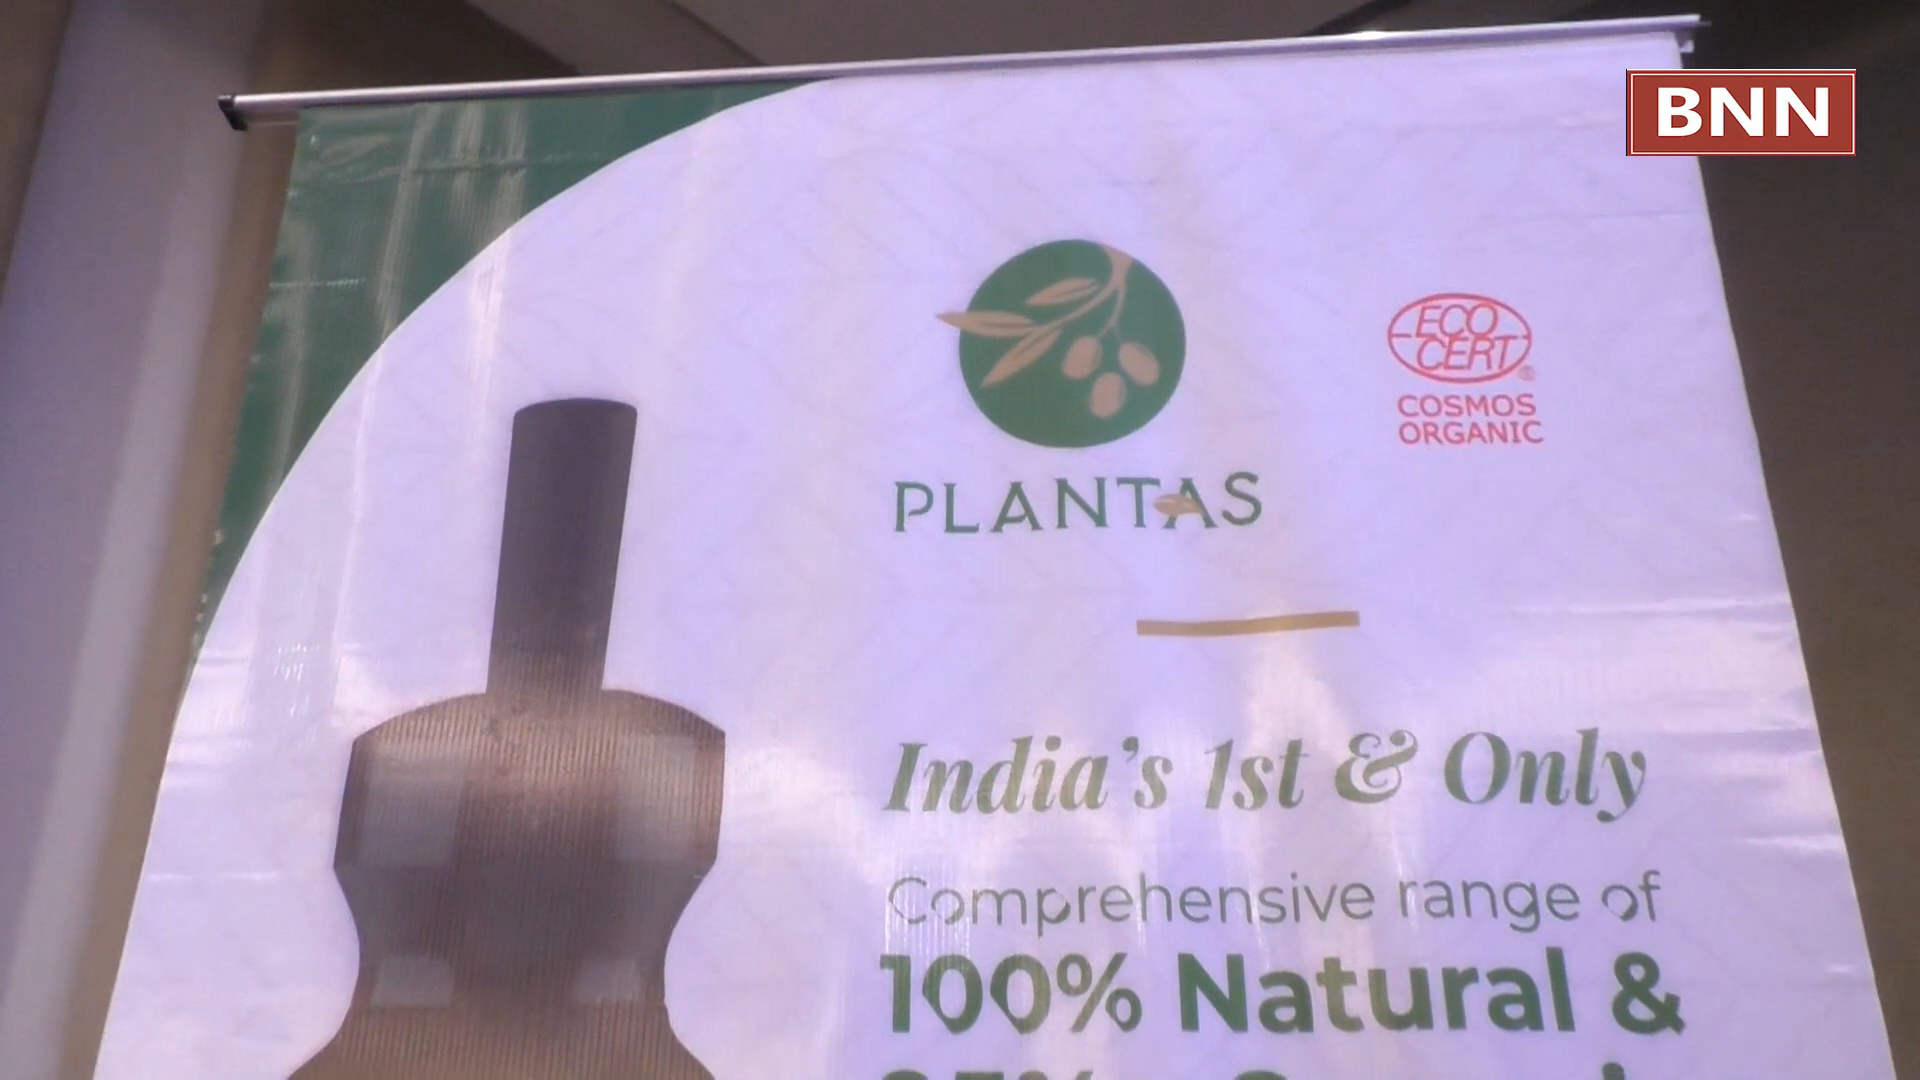 BNN
ECO
CERT
®
COSMOS
ORGANIC
PLANTAS
India's 1st & Only
Comprehensive range of
100% Natural &